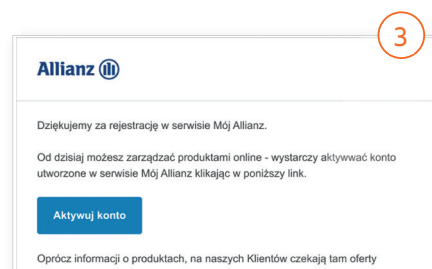 3
Allianz
Dziękujemy za rejestrację w serwisie Mój Allianz.
Od dzisiaj możesz zarządzać produktami online - wystarczy aktywwać konto
utworzone w serwisie Mój Allianz klikając w poniższy link.
Aktywuj konto
Oprócz informacji o produktach, na naszych Klientów czekają tam oferty